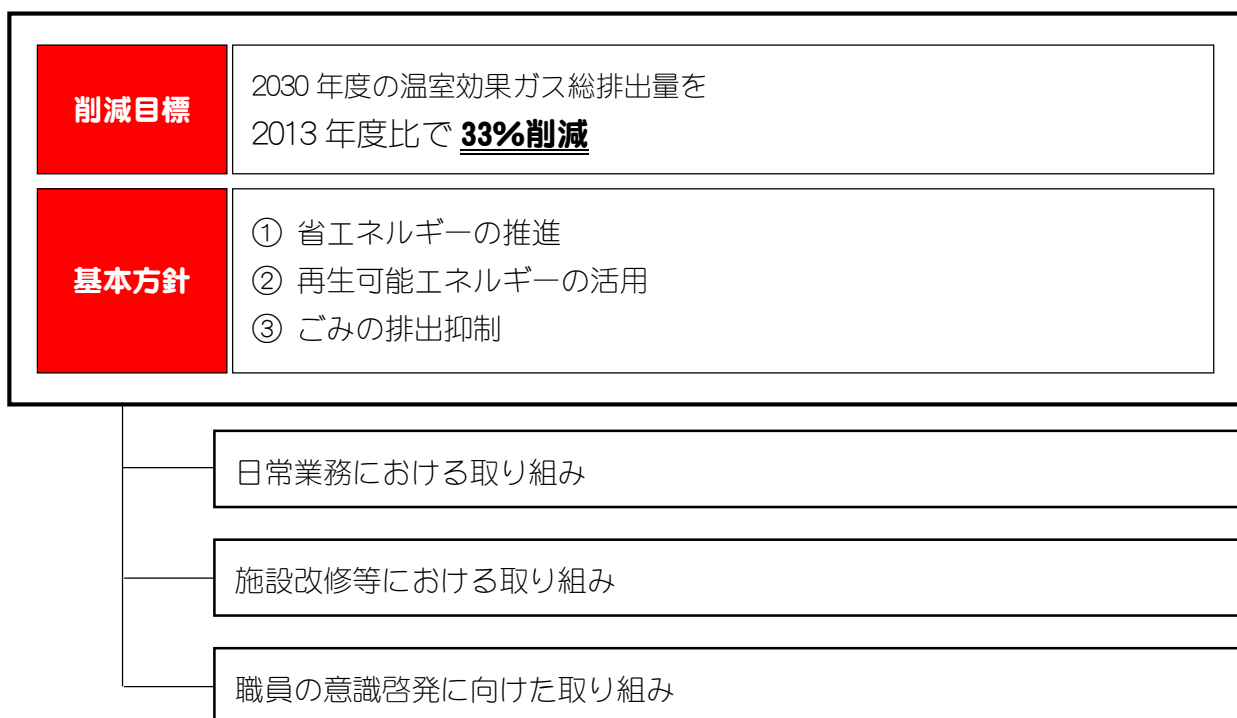 削減目標
2030 年度の温室効果ガス総排出量を
2013 年度比で 33%削減
基本方針
① 省エネルギーの推進
② 再生可能エネルギーの活用
③ ごみの排出抑制
日常業務における取り組み
施設改修等における取り組み
職員の意識啓発に向けた取り組み